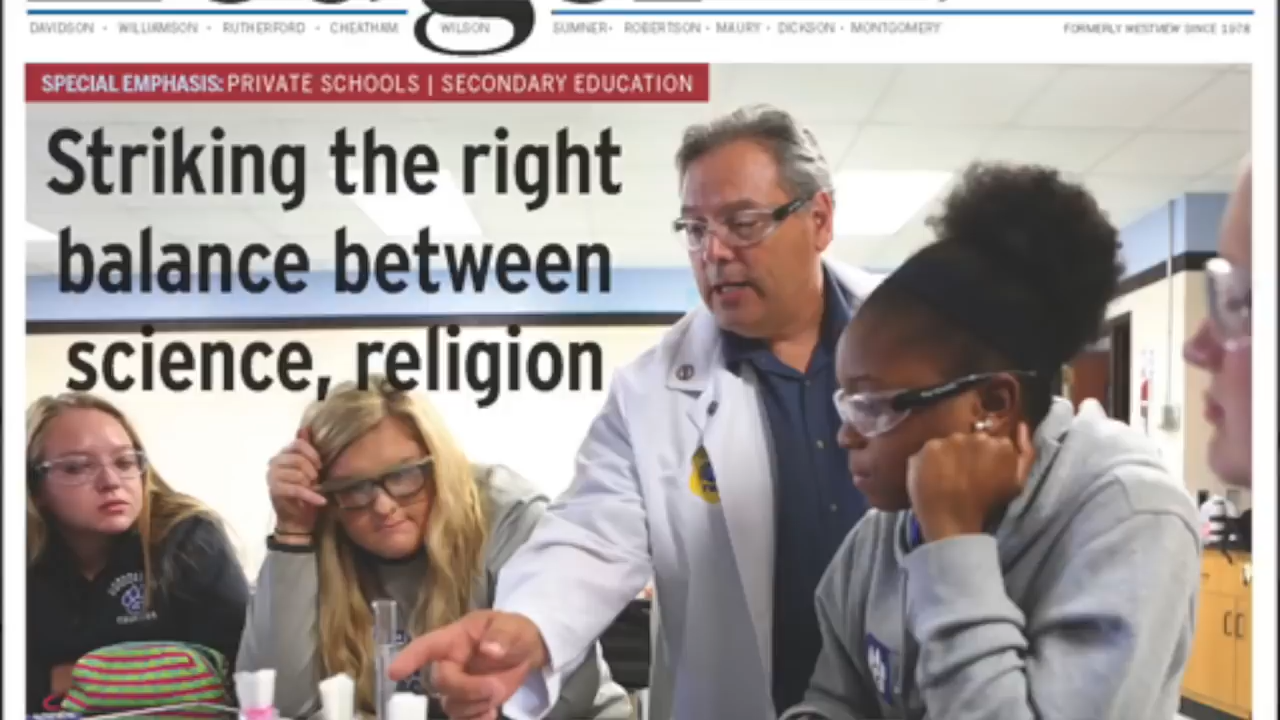 DAVIDSON • WILLIAMSON • RUTHERFORD • CHEATHAM WILSON SUMNER• ROBERTSON • MAURY • DICKSON • MONTGOMERY
FORMERLY WESTVIEW SINCE 1978
SPECIAL EMPHASIS: PRIVATE SCHOOLS | SECONDARY EDUCATION
Striking the right
balance between
science, religion